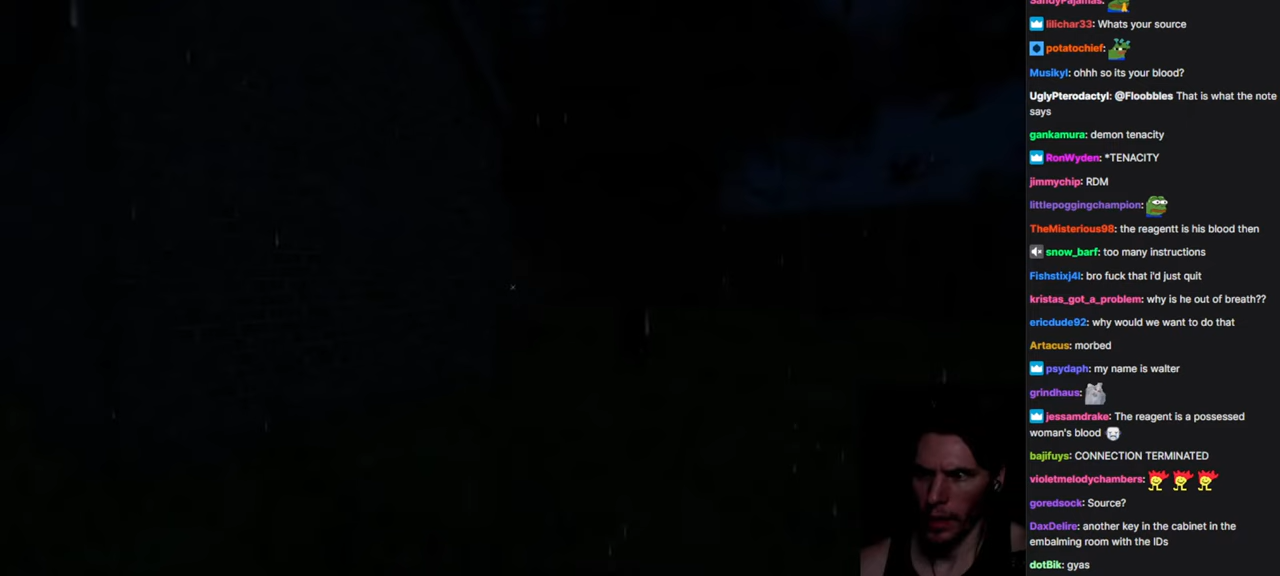 SandyPajamas:
lilichar33: Whats your source
potatochief:
Musikyl: ohhh so its your blood?
UglyPterodactyl: @Floobbles That is what the note
says
gankamura: demon tenacity
RonWyden: *TENACITY
jimmychip: RDM
littlepoggingchampion:
TheMisterious98: the reagentt is his blood then
snow_barf: too many instructions
Fishstixj4l: bro fuck that i'd just quit
kristas_got_a_problem: why is he out of breath??
ericdude92: why would we want to do that
Artacus: morbed
psydaph: my name is walter
grindhaus:
jessamdrake: The reagent is a possessed
woman's blood
bajifuys: CONNECTION TERMINATED
violetmelodychambers:
goredsock: Source?
DaxDelire: another key in the cabinet in the
embalming room with the IDs
dotBik: gyas